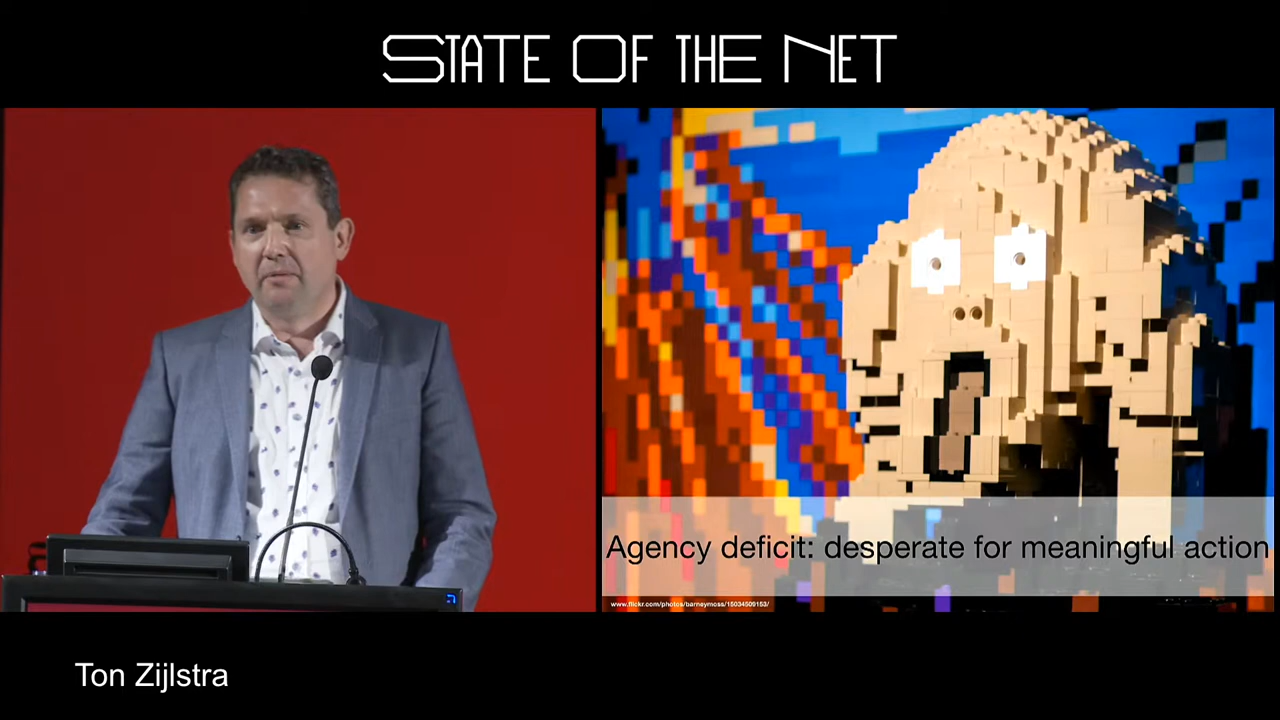 STATE OF THE NET
Agency deficit: desperate for meaningful action
www.flickr.com/photos/barneymoss/15034509153/
Ton Zijlstra